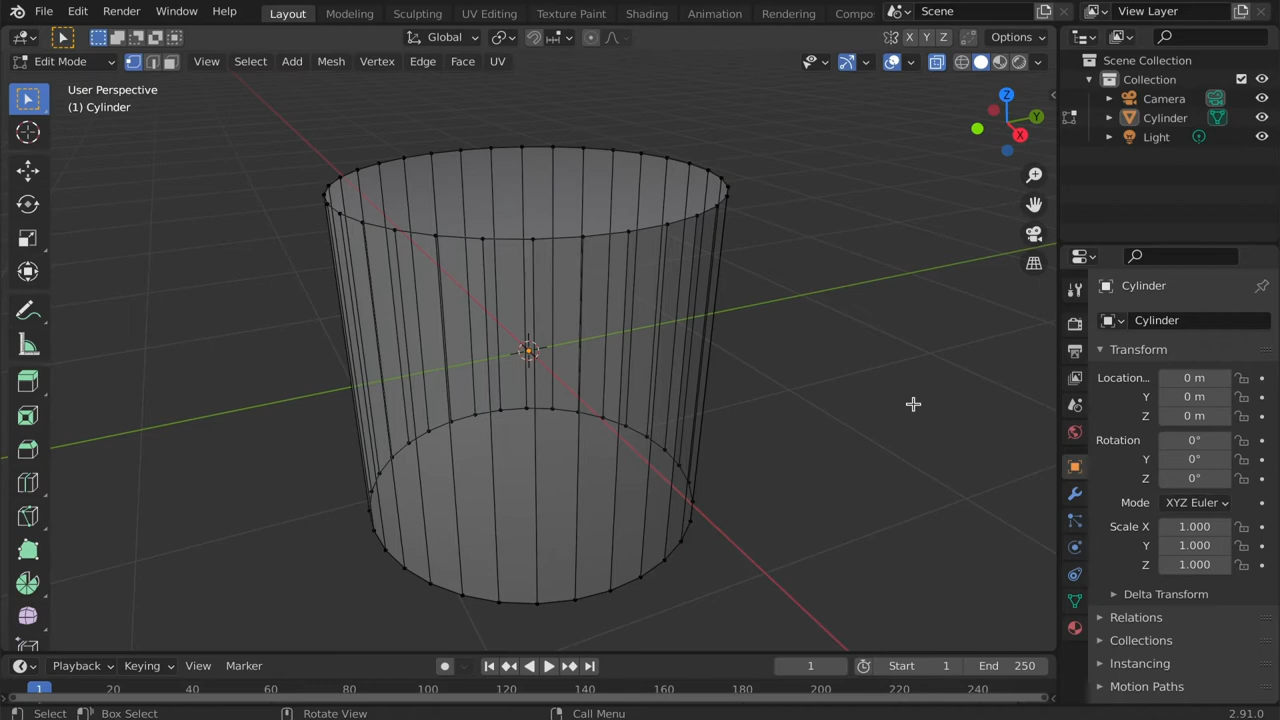 File Edit Render Window Help Layout Modeling Sculpting UV Editing Texture Paint Shading Animation Rendering Compo Scene View Layer
Global Options X Y Z
Edit Mode View Select Add Mesh Vertex Edge Face UV
User Perspective
(1) Cylinder
Z
Y
X
Scene Collection
Collection
Camera
Cylinder
Light
Cylinder
Cylinder
Transform
Location... 0 m
Y 0 m
Z 0 m
Rotation 0°
Y 0°
Z 0°
Mode XYZ Euler
Scale X 1.000
Y 1.000
Z 1.000
Delta Transform
Relations
Collections
Instancing
Motion Paths
Playback Keying View Marker 1 Start 1 End 250
1 20 40 60 80 100 120 140 160 180 200 220 240
Select Box Select Rotate View Call Menu 2.91.0